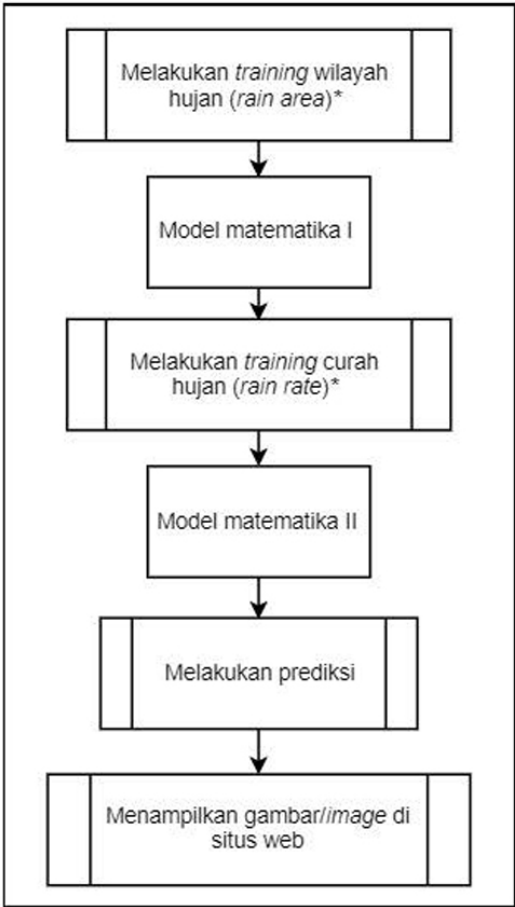 Melakukan training wilayah
hujan (rain area)*
Model matematika I
Melakukan training curah
hujan (rain rate)*
Model matematika II
Melakukan prediksi
Menampilkan gambar/image di
situs web